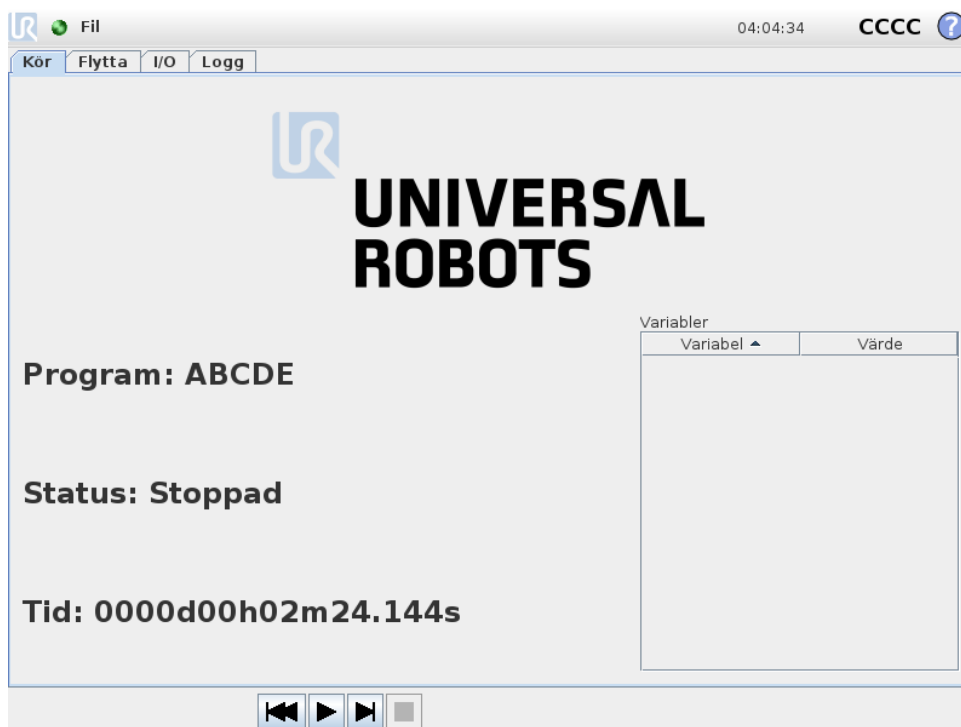 Fil 04:04:34 CCCC ?
Kör Flytta I/O Logg
UR
UNIVERSAL
ROBOTS
Variabler
Variabel Värde
Program: ABCDE
Status: Stoppad
Tid: 0000d00h02m24.144s